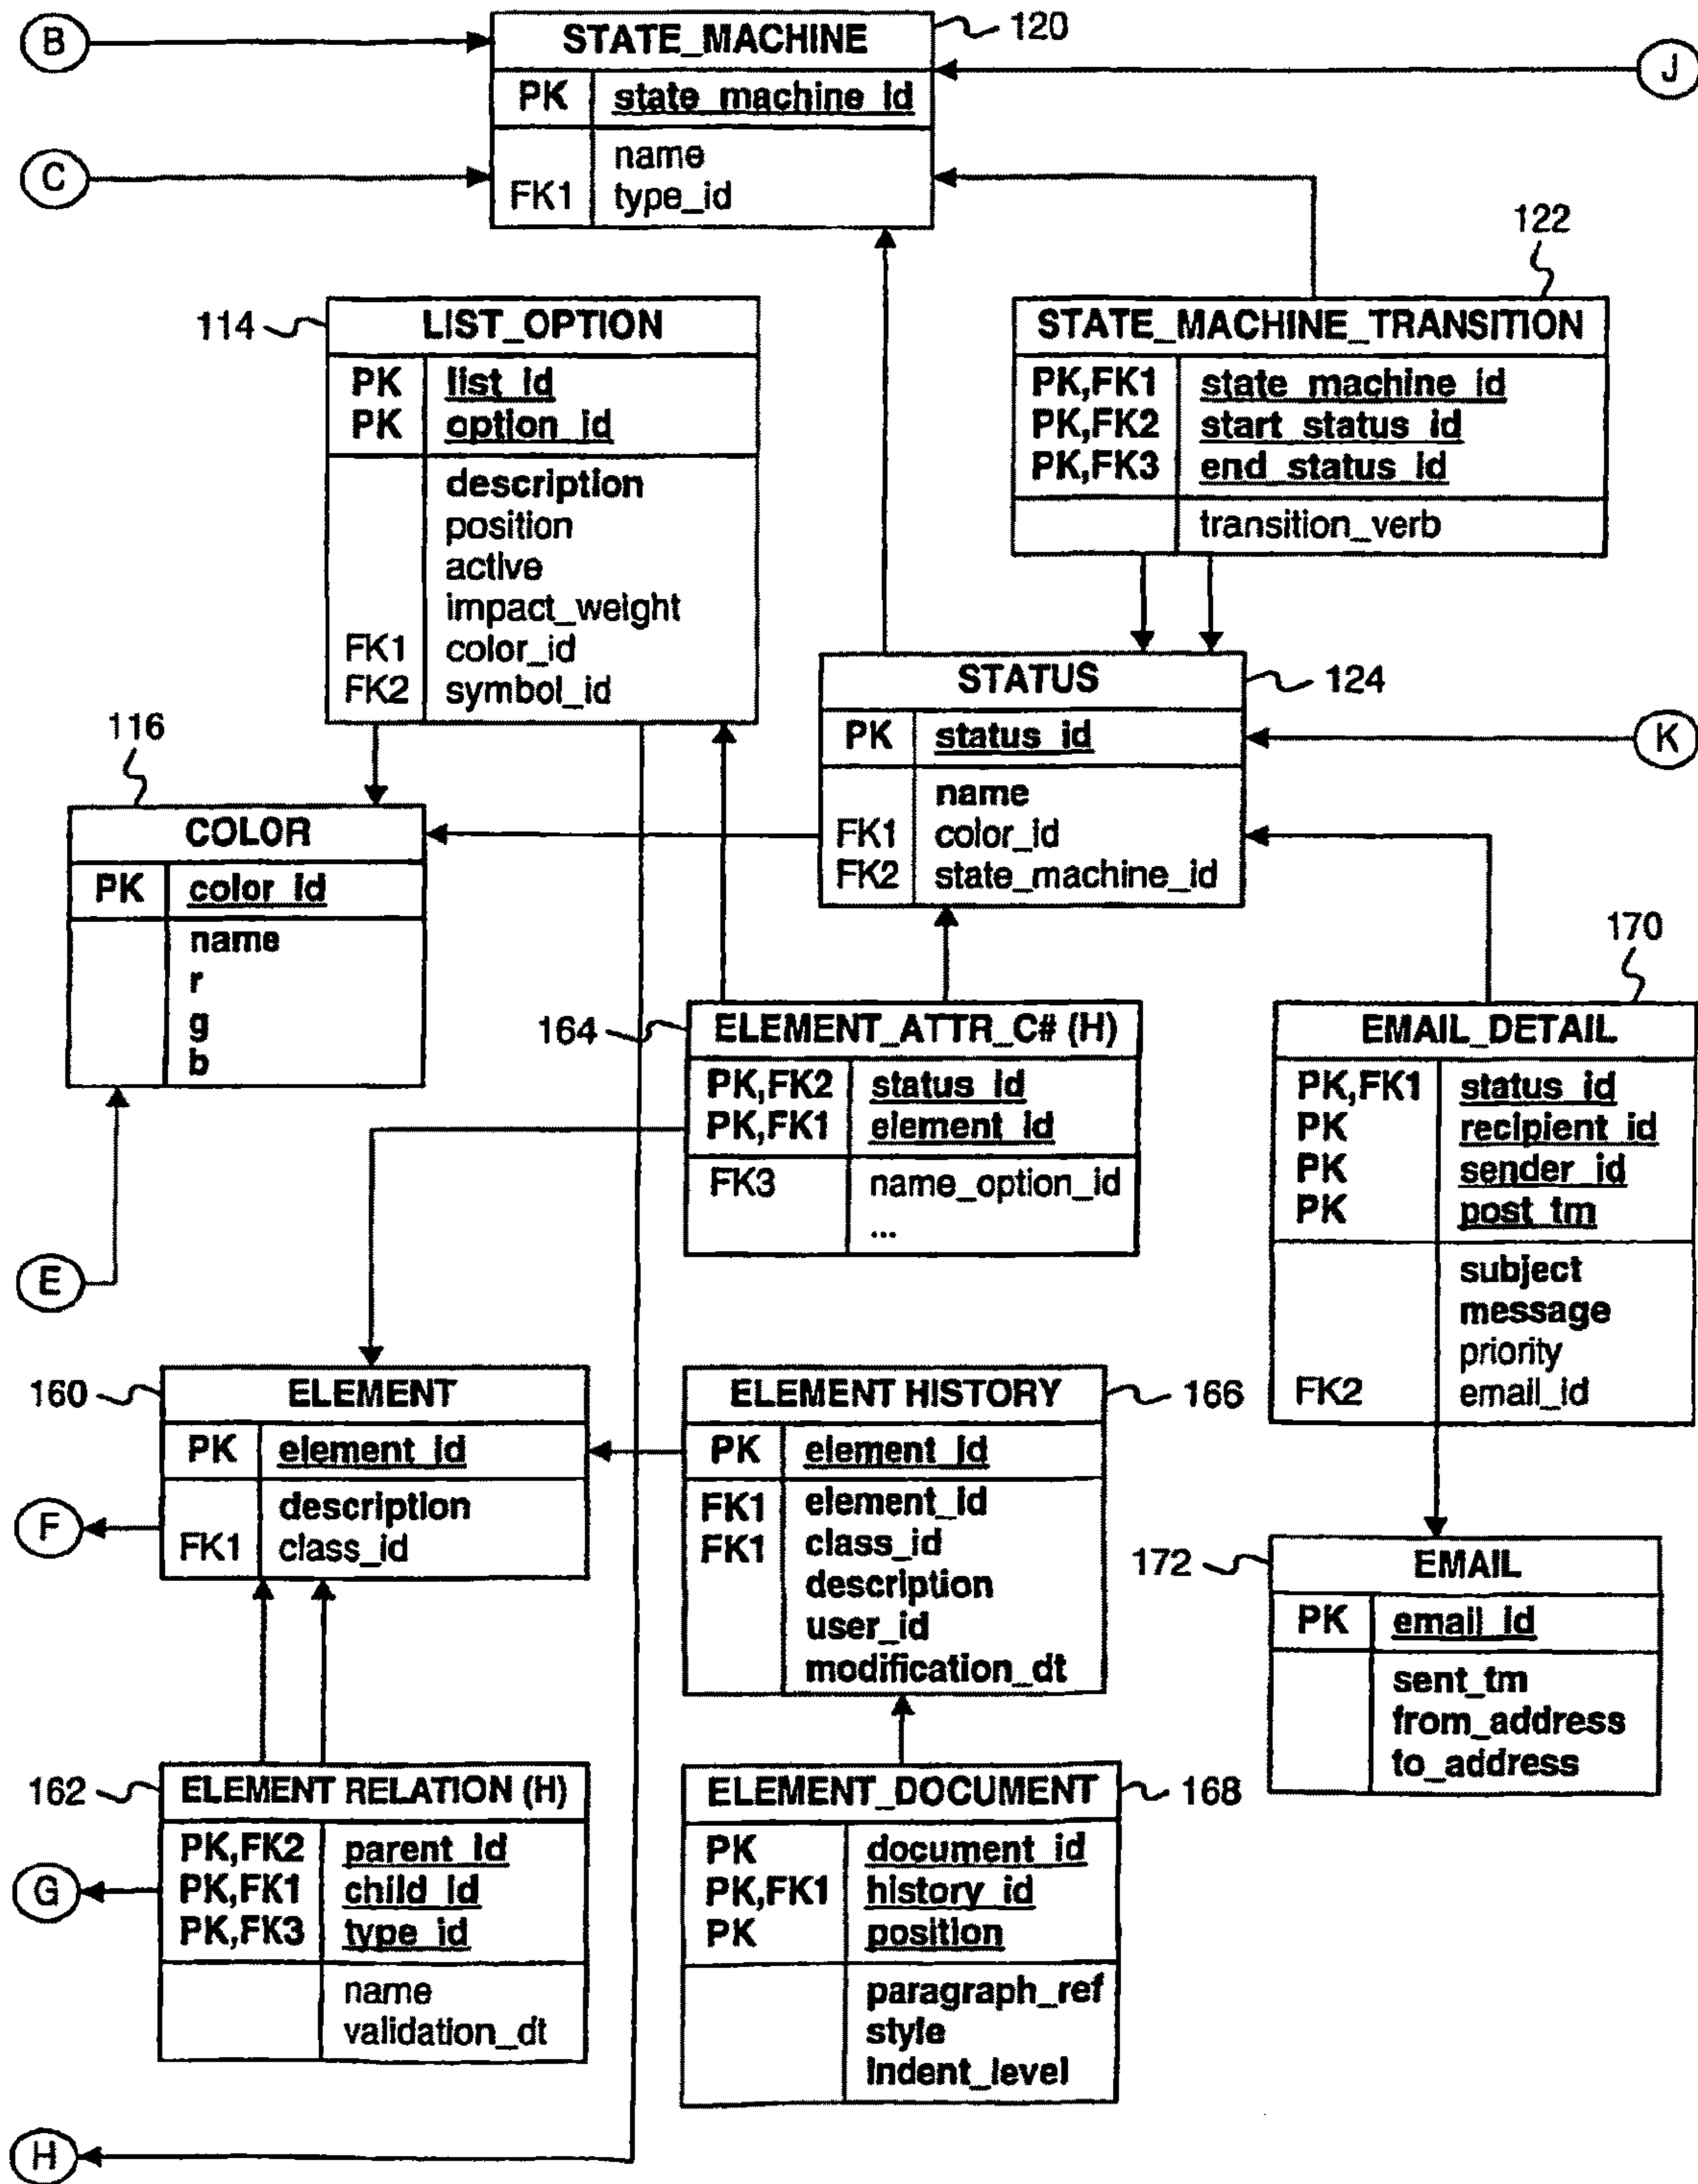 B
STATE_MACHINE
120
J
PK state_machine_id
C
name
FK1 type_id
122
114
LIST_OPTION
PK list_id
PK option_id
description
position
active
impact_weight
FK1 color_id
FK2 symbol_id
STATE_MACHINE_TRANSITION
PK,FK1 state_machine_id
PK,FK2 start_status_id
PK,FK3 end_status_id
transition_verb
STATUS
124
PK status_id
K
name
FK1 color_id
FK2 state_machine_id
116
COLOR
PK color_id
name
r
g
b
E
164
ELEMENT_ATTR_C# (H)
PK,FK2 status_id
PK,FK1 element_id
FK3 name_option_id
...
170
EMAIL_DETAIL
PK,FK1 status_id
PK recipient_id
PK sender_id
PK post_tm
subject
message
priority
FK2 email_id
160
ELEMENT
PK element_id
description
FK1 class_id
F
ELEMENT HISTORY
166
PK element_id
FK1 element_id
FK1 class_id
description
user_id
modification_dt
172
EMAIL
PK email_id
sent_tm
from_address
to_address
162
ELEMENT RELATION (H)
PK,FK2 parent_id
PK,FK1 child_id
PK,FK3 type_id
name
validation_dt
G
ELEMENT_DOCUMENT
168
PK document_id
PK,FK1 history_id
PK position
paragraph_ref
style
indent_level
H